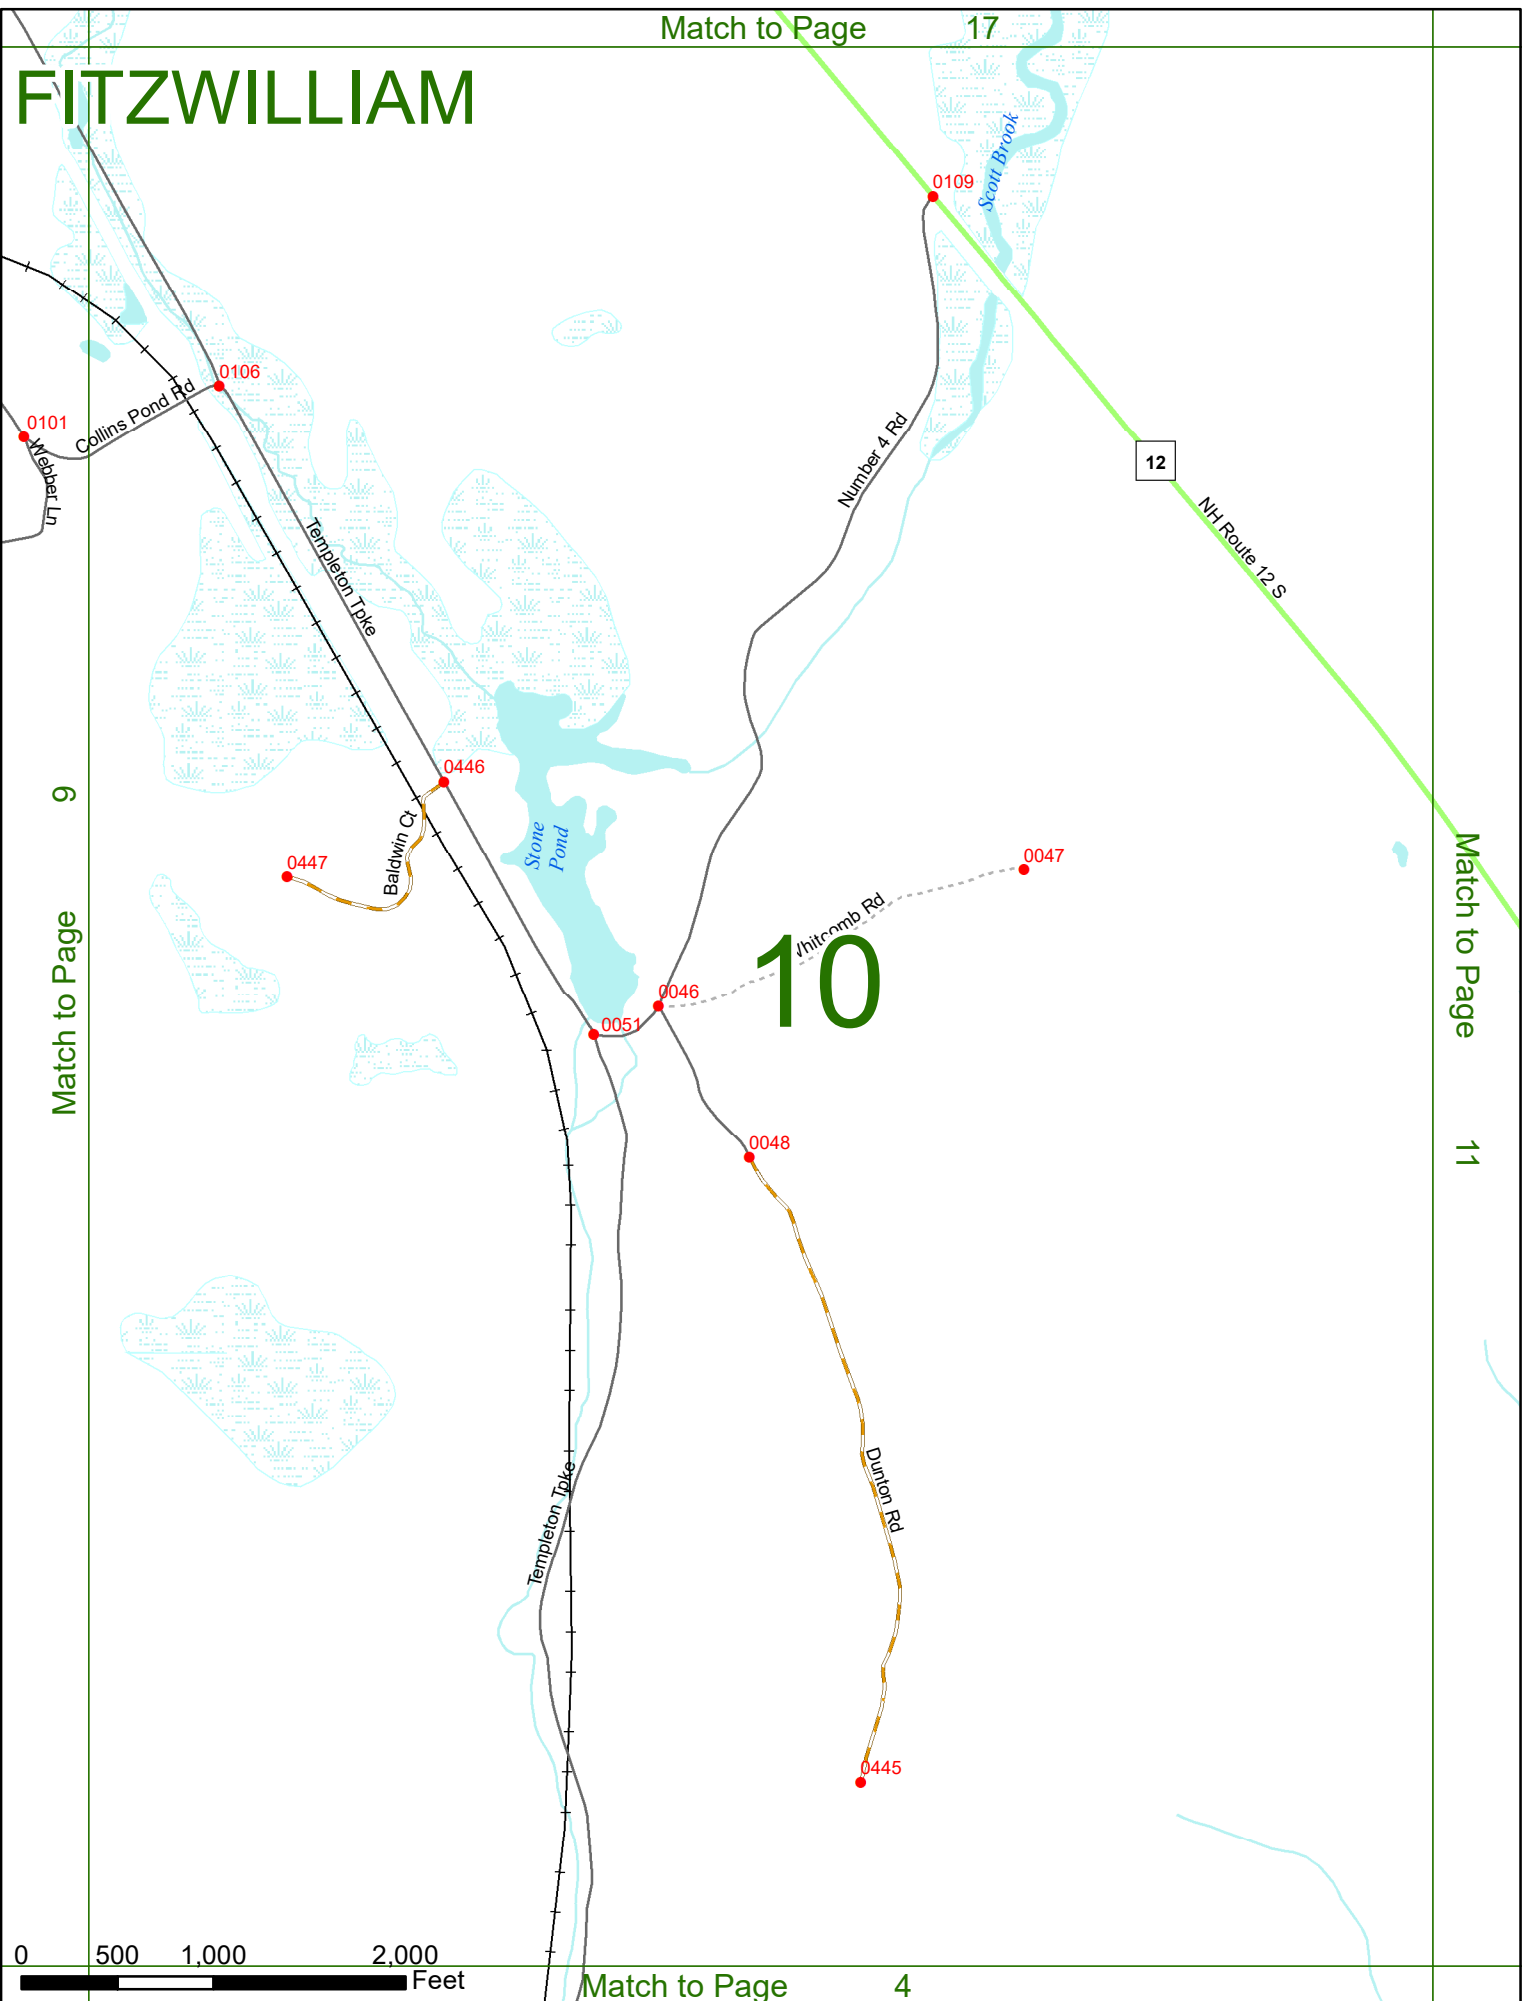 Match to Page 17
FITZWILLIAM
Scott Brook
0109
0106
0101
Collins Pond Rd
Webber Ln
Number 4 Rd
12
NH Route 12 S
Templeton Tpke
0446
Baldwin Ct
0447
Stone
Pond
0047
Whitcomb Rd
10
0046
0051
0048
Match to Page 9
Match to Page 11
Dunton Rd
Templeton Tpke
0445
0 500 1,000 2,000
Feet
Match to Page 4